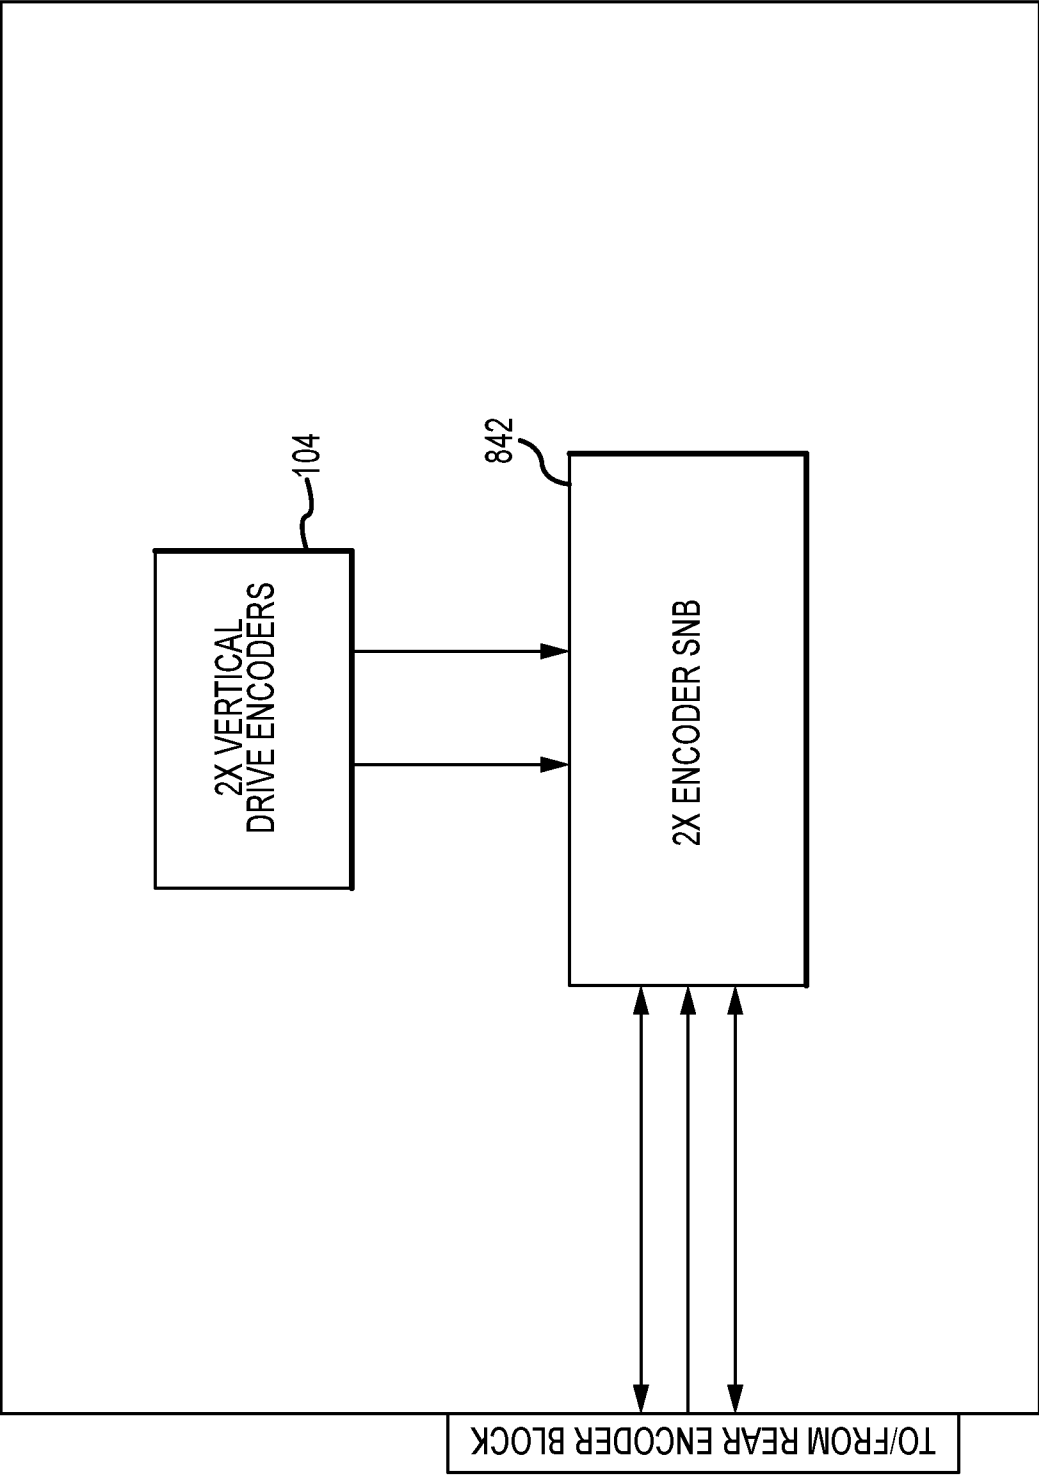 2X VERTICAL
DRIVE ENCODERS
104
842
2X ENCODER SNB
TO/FROM REAR ENCODER BLOCK